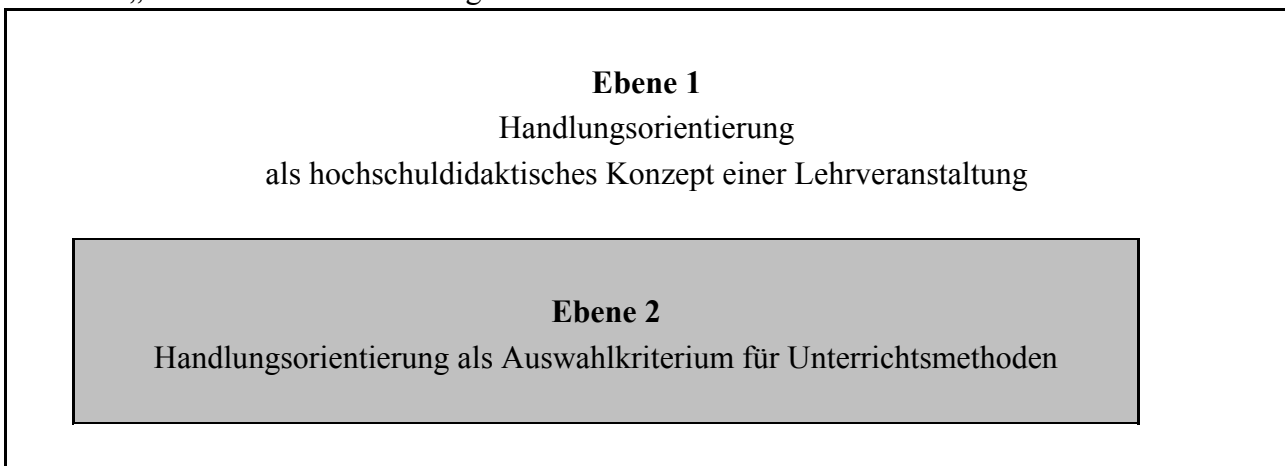 Ebene 1
Handlungsorientierung
als hochschuldidaktisches Konzept einer Lehrveranstaltung
Ebene 2
Handlungsorientierung als Auswahlkriterium für Unterrichtsmethoden